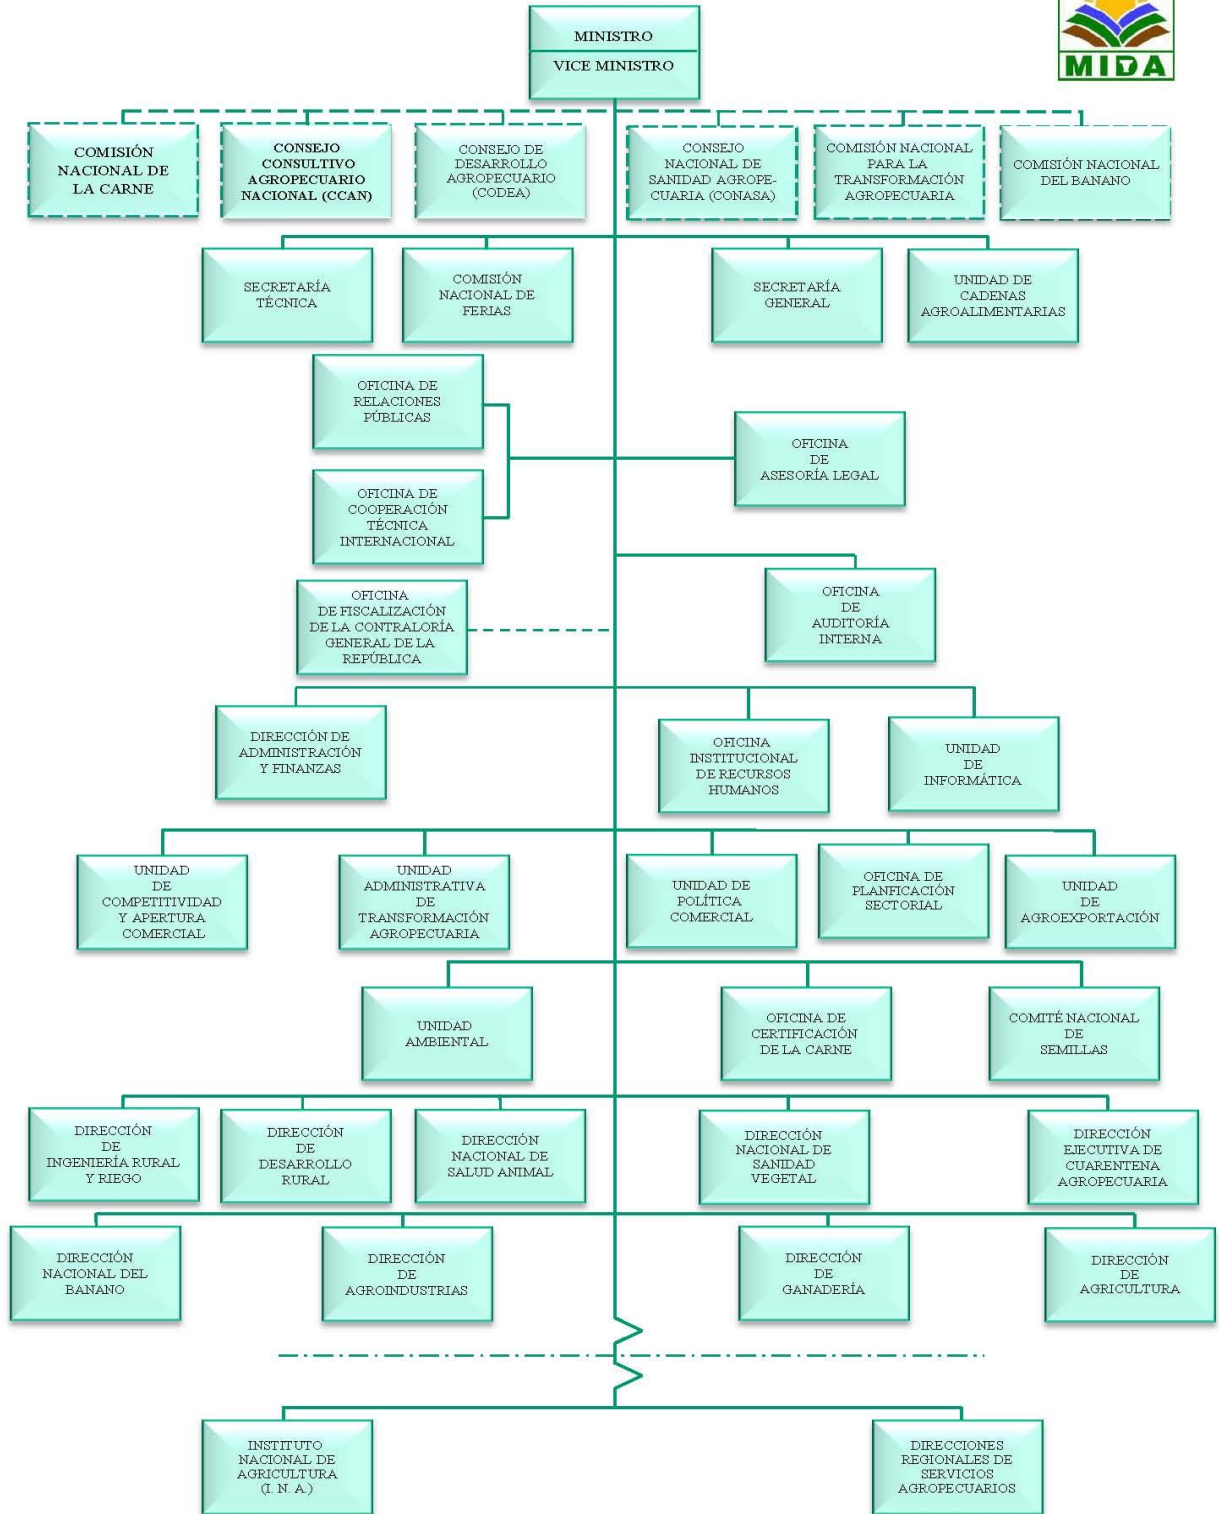 MINISTRO
VICE MINISTRO
MIDA
COMISIÓN
NACIONAL DE
LA CARNE
CONSEJO
CONSULTIVO
AGROPECUARIO
NACIONAL (CCAN)
CONSEJO DE
DESARROLLO
AGROPECUARIO
(CODEA)
CONSEJO
NACIONAL DE
SANIDAD AGROPE-
CUARIA (CONASA)
COMISIÓN NACIONAL
PARA LA
TRANSFORMACIÓN
AGROPECUARIA
COMISIÓN NACIONAL
DEL BANANO
SECRETARÍA
TÉCNICA
COMISIÓN
NACIONAL DE
FERIAS
SECRETARÍA
GENERAL
UNIDAD DE
CADENAS
AGROALIMENTARIAS
OFICINA DE
RELACIONES
PÚBLICAS
OFICINA
DE
ASESORÍA LEGAL
OFICINA DE
COOPERACIÓN
TÉCNICA
INTERNACIONAL
OFICINA
DE FISCALIZACIÓN
DE LA CONTRALORÍA
GENERAL DE LA
REPÚBLICA
OFICINA
DE
AUDITORÍA
INTERNA
DIRECCIÓN DE
ADMINISTRACIÓN
Y FINANZAS
OFICINA
INSTITUCIONAL
DE RECURSOS
HUMANOS
UNIDAD
DE
INFORMÁTICA
UNIDAD
DE
COMPETITIVIDAD
Y APERTURA
COMERCIAL
UNIDAD
ADMINISTRATIVA
DE
TRANSFORMACIÓN
AGROPECUARIA
UNIDAD DE
POLÍTICA
COMERCIAL
OFICINA DE
PLANFICACIÓN
SECTORIAL
UNIDAD
DE
AGROEXPORTACIÓN
UNIDAD
AMBIENTAL
OFICINA DE
CERTIFICACIÓN
DE LA CARNE
COMITÉ NACIONAL
DE
SEMILLAS
DIRECCIÓN
DE
INGENIERÍA RURAL
Y RIEGO
DIRECCIÓN
DE
DESARROLLO
RURAL
DIRECCIÓN
NACIONAL DE
SALUD ANIMAL
DIRECCIÓN
NACIONAL DE
SANIDAD
VEGETAL
DIRECCIÓN
EJECUTIVA DE
CUARENTENA
AGROPECUARIA
DIRECCIÓN
NACIONAL DEL
BANANO
DIRECCIÓN
DE
AGROINDUSTRIAS
DIRECCIÓN
DE
GANADERÍA
DIRECCIÓN
DE
AGRICULTURA
INSTITUTO
NACIONAL DE
AGRICULTURA
(I. N. A.)
DIRECCIONES
REGIONALES DE
SERVICIOS
AGROPECUARIOS